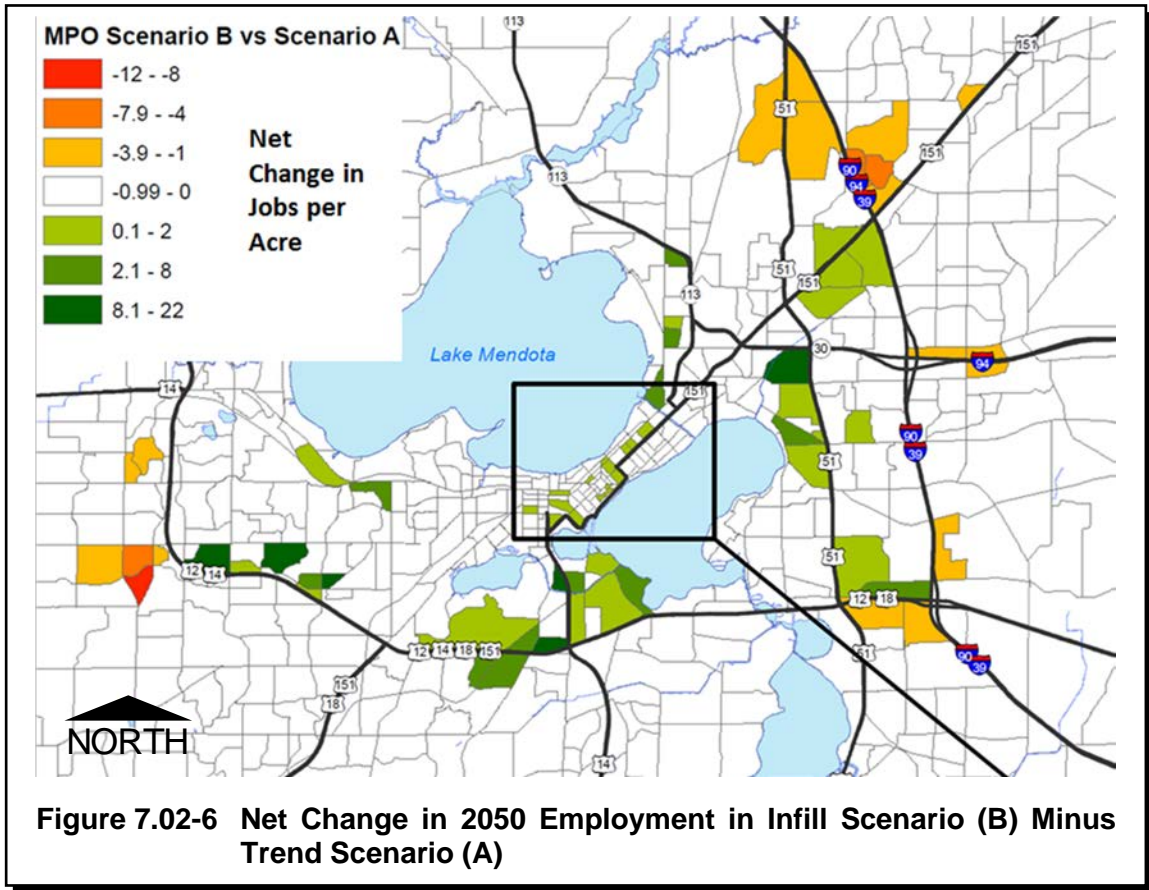 MPO Scenario B vs Scenario A
-12 - -8
-7.9 - -4
-3.9 - -1
-0.99 - 0
0.1 - 2
2.1 - 8
8.1 - 22
Net
Change in
Jobs per
Acre
113
151
51
151
113
90
94
39
51
151
113
30
94
Lake Mendota
14
151
90
39
51
51
12
14
12
18
12
14
18
151
51
90
39
151
18
14
NORTH
Figure 7.02-6 Net Change in 2050 Employment in Infill Scenario (B) Minus
Trend Scenario (A)